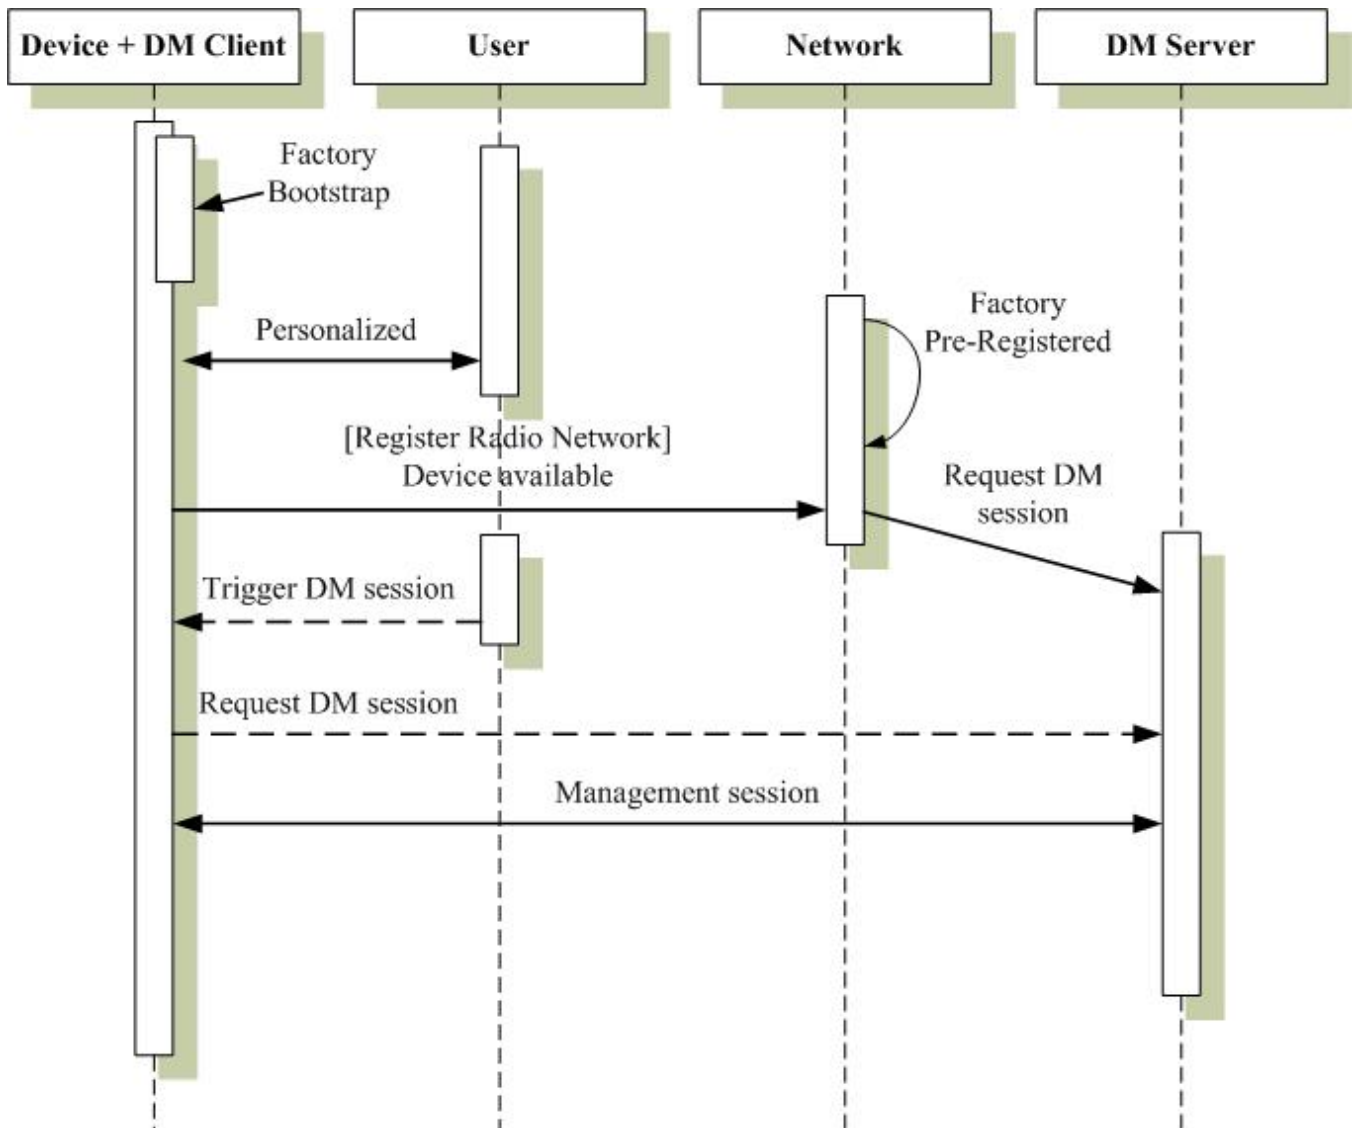 Device + DM Client
User
Network
DM Server
Factory
Bootstrap
Personalized
Factory
Pre-Registered
[Register Radio Network]
Device available
Request DM
session
Trigger DM session
Request DM session
Management session